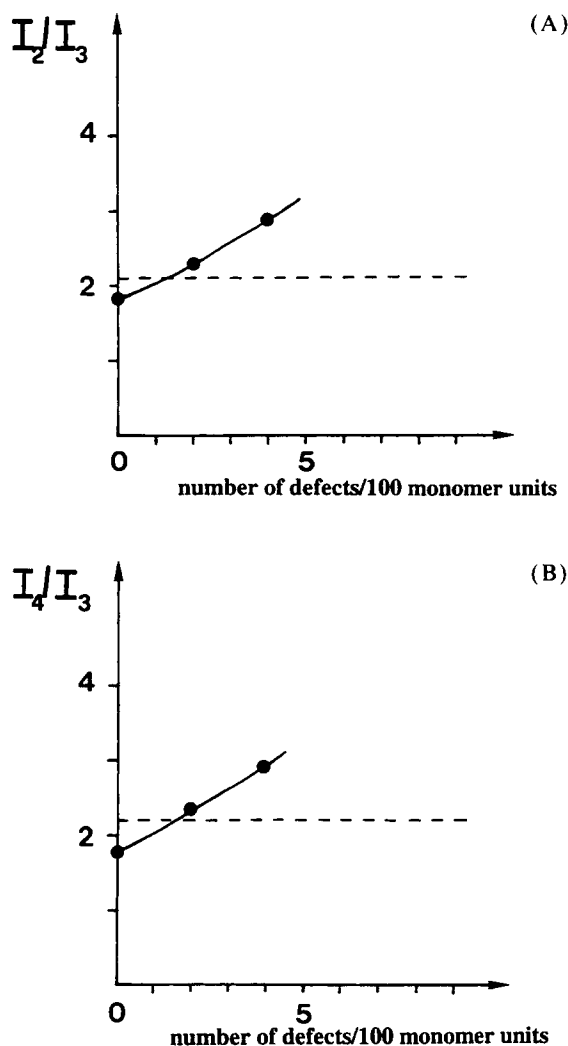 I₂/I₃
(A)
4
2
0
5
number of defects/100 monomer units
I₄/I₃
(B)
4
2
0
5
number of defects/100 monomer units